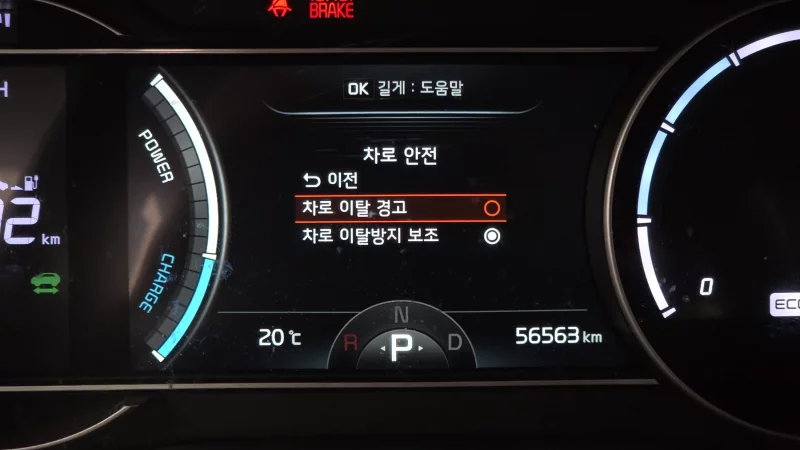 BRAKE
OK 길게 : 도움말
차로 안전
이전
차로 이탈 경고
차로 이탈방지 보조
POWER
CHARGE
km
20℃
R N D
P
56563 km
0
ECO